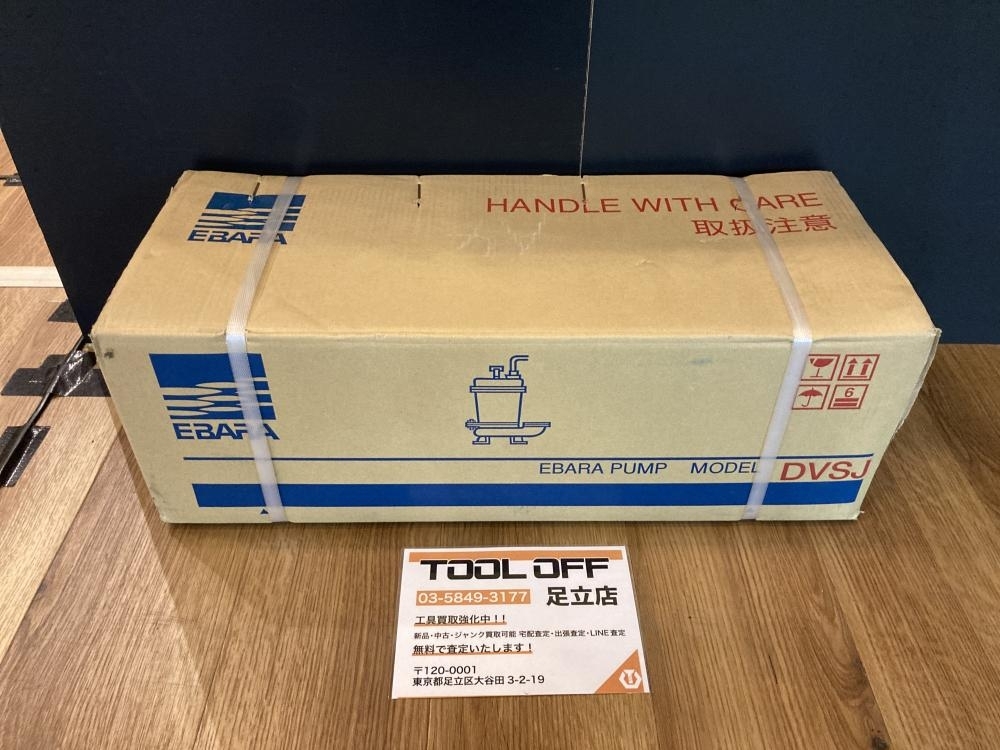 EBARA
HANDLE WITH CARE
取扱注意
EBARA
6
EBARA PUMP MODEL DVSJ
TOOL OFF
03-5849-3177 足立店
工具買取強化中!!
新品・中古・ジャンク買取可能 宅配査定・出張査定・LINE査定
無料で査定いたします!
〒120-0001
東京都足立区大谷田 3-2-19